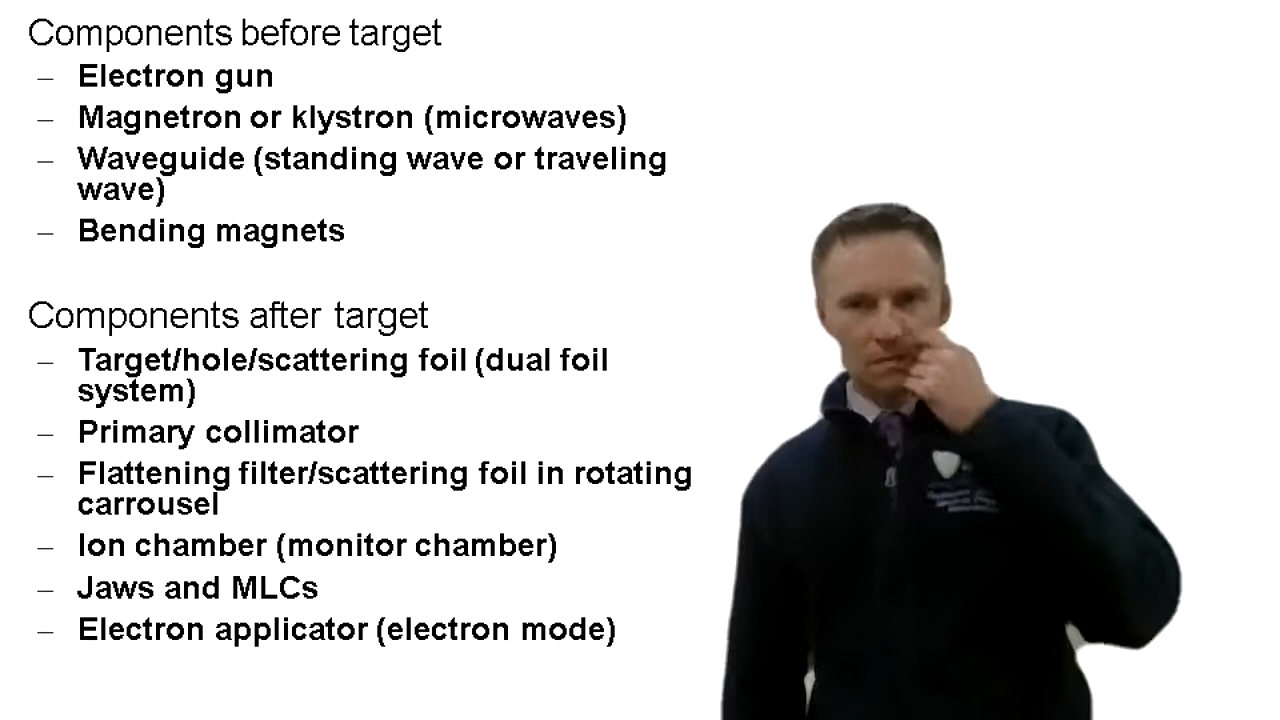 Components before target
– Electron gun
– Magnetron or klystron (microwaves)
– Waveguide (standing wave or traveling
wave)
– Bending magnets
Components after target
– Target/hole/scattering foil (dual foil
system)
– Primary collimator
– Flattening filter/scattering foil in rotating
carrousel
– Ion chamber (monitor chamber)
– Jaws and MLCs
– Electron applicator (electron mode)